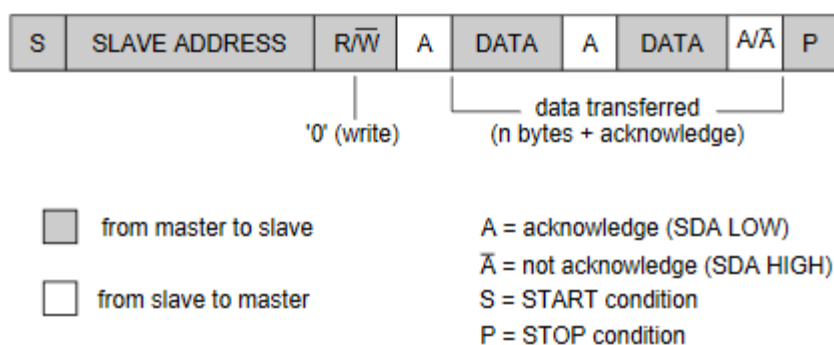 S SLAVE ADDRESS R/W̅ A DATA A DATA A/A̅ P
data transferred
'0' (write) (n bytes + acknowledge)
from master to slave A = acknowledge (SDA LOW)
A̅ = not acknowledge (SDA HIGH)
from slave to master S = START condition
P = STOP condition